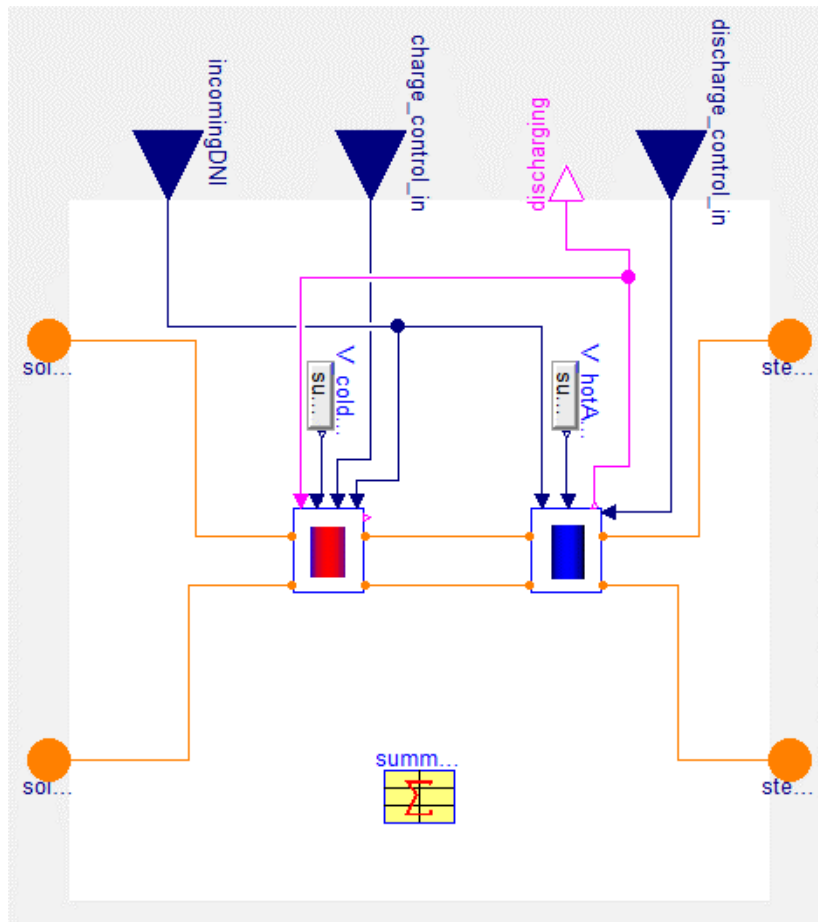 incomingDNI
charge_control_in
discharging
discharge_control_in
sol...
ste...
V_cold...
su...
V_hotA...
su...
sol...
ste...
summ...